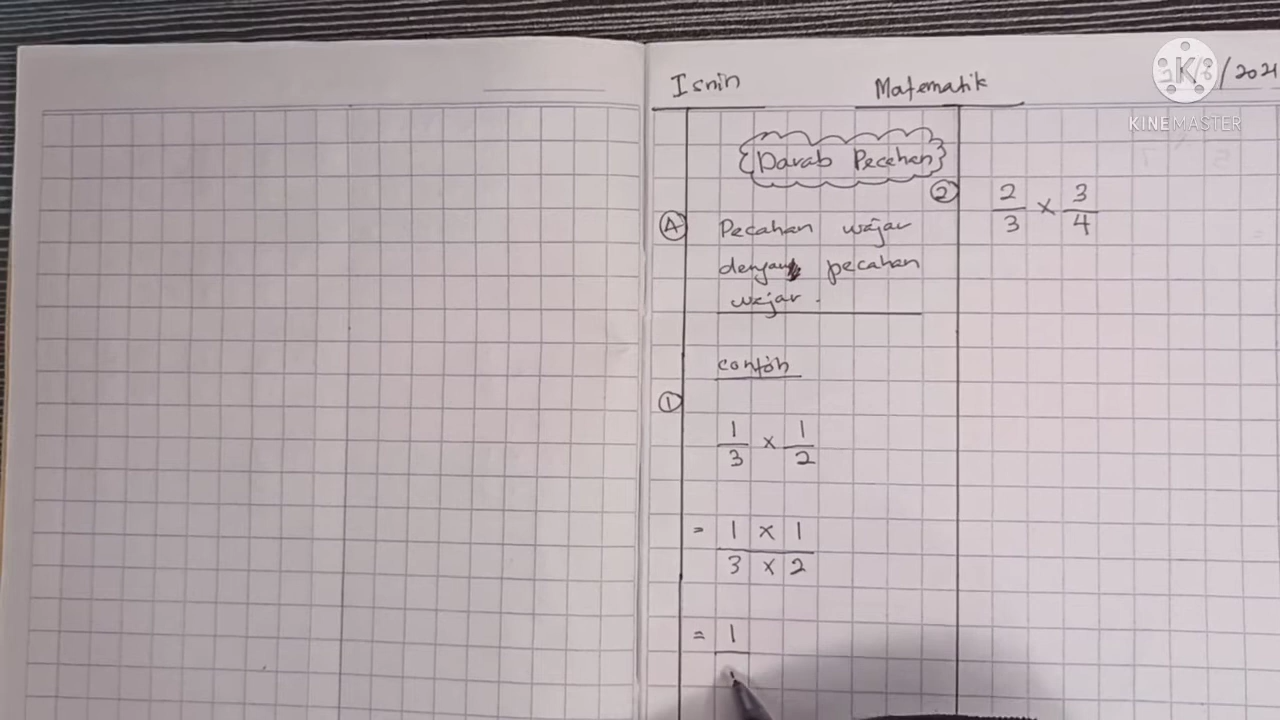 Isnin Matematik /2021
KINEMASTER
Darab Pecahan
A Pecahan wajar
dengan pecahan
wajar.
contoh
1
1/3 × 1/2
= 1 × 1 / 3 × 2
= 1
2 2/3 × 3/4